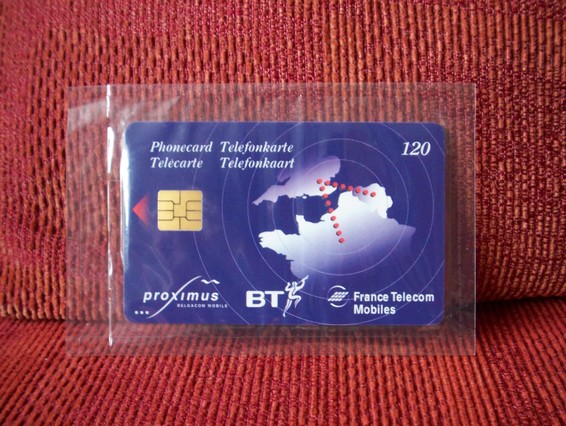 Phonecard Telefonkarte 120
Telecarte Telefonkaart
proximus
BELGACOM MOBILE
BT
France Telecom
Mobiles